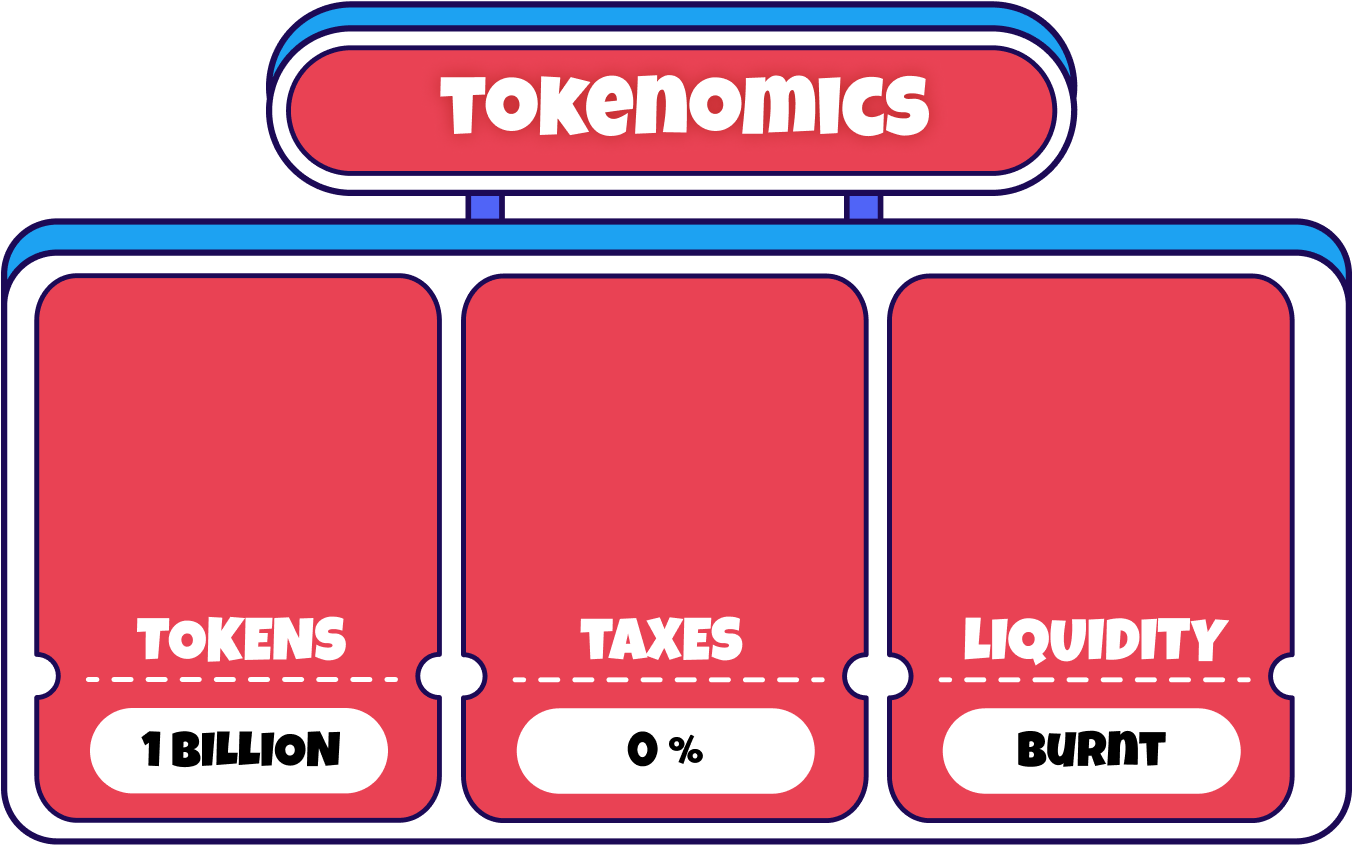 TOKENOMICS
TOKENS
1 BILLION
TAXES
0 %
LIQUIDITY
BURNT